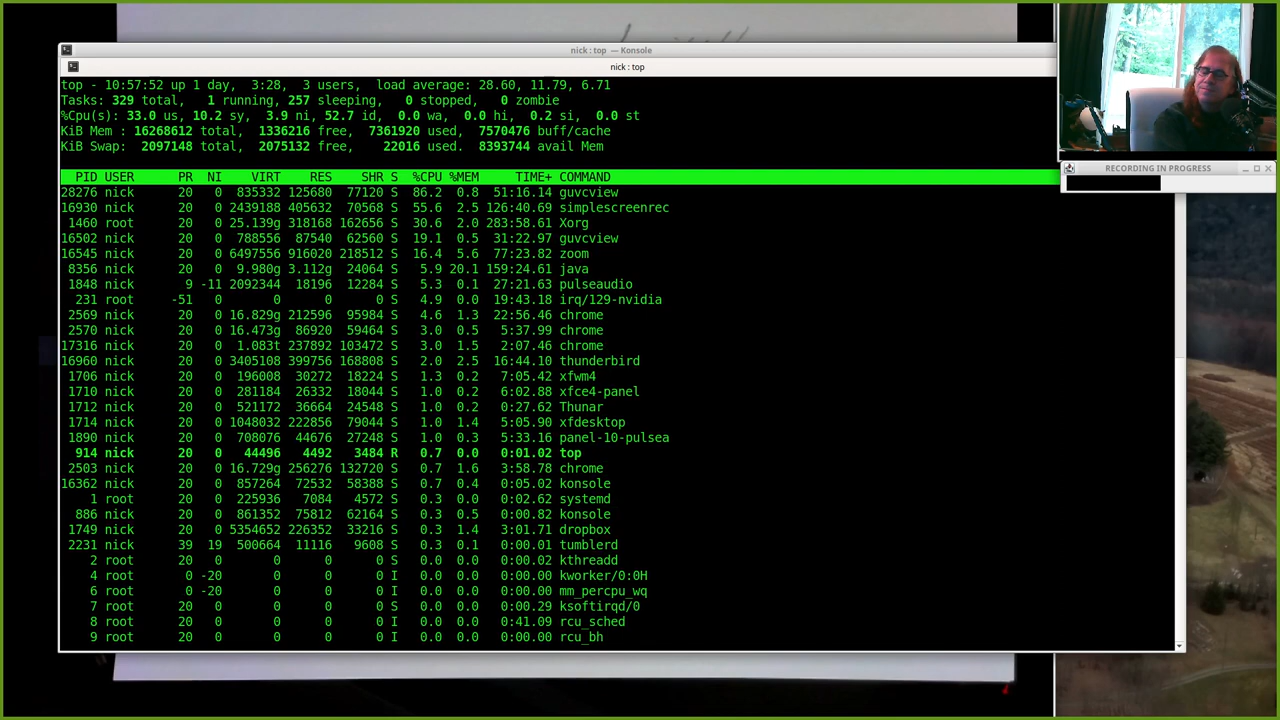 nick : top — Konsole
nick : top
top - 10:57:52 up 1 day,  3:28,  3 users,  load average: 28.60, 11.79, 6.71
Tasks: 329 total,   1 running, 257 sleeping,   0 stopped,   0 zombie
%Cpu(s): 33.0 us, 10.2 sy,  3.9 ni, 52.7 id,  0.0 wa,  0.0 hi,  0.2 si,  0.0 st
KiB Mem : 16268612 total,  1336216 free,  7361920 used,  7570476 buff/cache
KiB Swap:  2097148 total,  2075132 free,    22016 used.  8393744 avail Mem
RECORDING IN PROGRESS
PID USER      PR  NI    VIRT    RES    SHR S  %CPU %MEM     TIME+ COMMAND
28276 nick      20   0  835332 125680  77120 S  86.2  0.8  51:16.14 guvcview
16930 nick      20   0 2439188 405632  70568 S  55.6  2.5 126:40.69 simplescreenrec
1460 root      20   0 25.139g 318168 162656 S  30.6  2.0 283:58.61 Xorg
16502 nick      20   0  788556  87540  62560 S  19.1  0.5  31:22.97 guvcview
16545 nick      20   0 6497556 916020 218512 S  16.4  5.6  77:23.82 zoom
8356 nick      20   0  9.980g 3.112g  24064 S   5.9 20.1 159:24.61 java
1848 nick       9 -11 2092344  18196  12284 S   5.3  0.1  27:21.63 pulseaudio
231 root     -51   0       0      0      0 S   4.9  0.0  19:43.18 irq/129-nvidia
2569 nick      20   0 16.829g 212596  95984 S   4.6  1.3  22:56.46 chrome
2570 nick      20   0 16.473g  86920  59464 S   3.0  0.5   5:37.99 chrome
17316 nick      20   0  1.083t 237892 103472 S   3.0  1.5   2:07.46 chrome
16960 nick      20   0 3405108 399756 168808 S   2.0  2.5  16:44.10 thunderbird
1706 nick      20   0  196008  30272  18224 S   1.3  0.2   7:05.42 xfwm4
1710 nick      20   0  281184  26332  18044 S   1.0  0.2   6:02.88 xfce4-panel
1712 nick      20   0  521172  36664  24548 S   1.0  0.2   0:27.62 Thunar
1714 nick      20   0 1048032 222856  79044 S   1.0  1.4   5:05.90 xfdesktop
1890 nick      20   0  708076  44676  27248 S   1.0  0.3   5:33.16 panel-10-pulsea
914 nick      20   0   44496   4492   3484 R   0.7  0.0   0:01.02 top
2503 nick      20   0 16.729g 256276 132720 S   0.7  1.6   3:58.78 chrome
16362 nick      20   0  857264  72532  58388 S   0.7  0.4   0:05.02 konsole
1 root      20   0  225936   7084   4572 S   0.3  0.0   0:02.62 systemd
886 nick      20   0  861352  75812  62164 S   0.3  0.5   0:00.82 konsole
1749 nick      20   0 5354652 226352  33216 S   0.3  1.4   3:01.71 dropbox
2231 nick      39  19  500664  11116   9608 S   0.3  0.1   0:00.01 tumblerd
2 root      20   0       0      0      0 S   0.0  0.0   0:00.02 kthreadd
4 root       0 -20       0      0      0 I   0.0  0.0   0:00.00 kworker/0:0H
6 root       0 -20       0      0      0 I   0.0  0.0   0:00.00 mm_percpu_wq
7 root      20   0       0      0      0 S   0.0  0.0   0:00.29 ksoftirqd/0
8 root      20   0       0      0      0 I   0.0  0.0   0:41.09 rcu_sched
9 root      20   0       0      0      0 I   0.0  0.0   0:00.00 rcu_bh